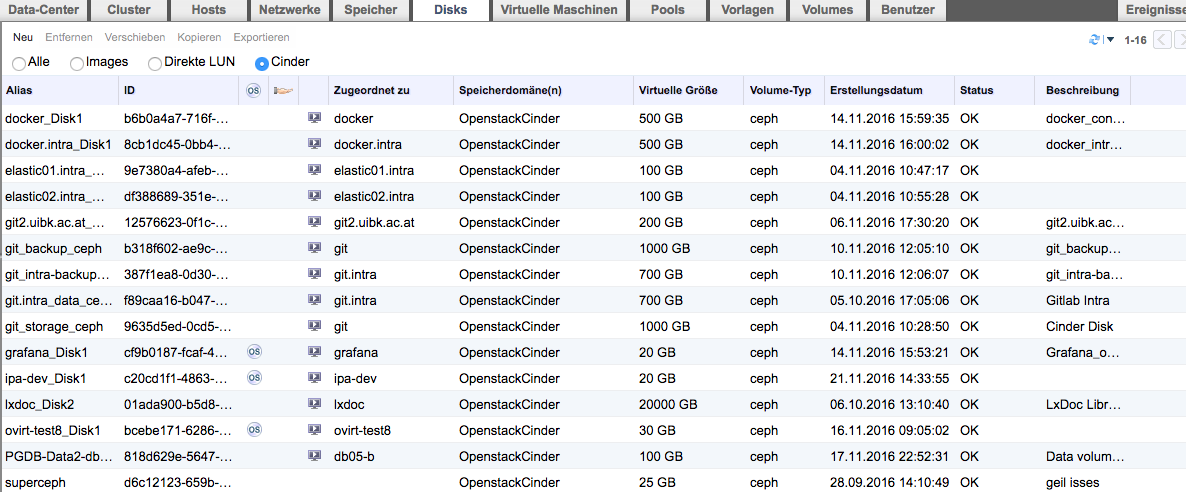 Data-Center Cluster Hosts Netzwerke Speicher Disks Virtuelle Maschinen Pools Vorlagen Volumes Benutzer Ereignisse
Neu Entfernen Verschieben Kopieren Exportieren 1-16
Alle Images Direkte LUN Cinder
Alias ID OS Zugeordnet zu Speicherdomäne(n) Virtuelle Größe Volume-Typ Erstellungsdatum Status Beschreibung
docker_Disk1 b6b0a4a7-716f-... docker OpenstackCinder 500 GB ceph 14.11.2016 15:59:35 OK docker_con...
docker.intra_Disk1 8cb1dc45-0bb4-... docker.intra OpenstackCinder 500 GB ceph 14.11.2016 16:00:02 OK docker_intr...
elastic01.intra_... 9e7380a4-afeb-... elastic01.intra OpenstackCinder 100 GB ceph 04.11.2016 10:47:17 OK
elastic02.intra_... df388689-351e-... elastic02.intra OpenstackCinder 100 GB ceph 04.11.2016 10:55:28 OK
git2.uibk.ac.at_... 12576623-0f1c-... git2.uibk.ac.at OpenstackCinder 200 GB ceph 06.11.2016 17:30:20 OK git2.uibk.ac...
git_backup_ceph b318f602-ae9c-... git OpenstackCinder 1000 GB ceph 10.11.2016 12:05:10 OK git_backup...
git_intra-backup... 387f1ea8-0d30-... git.intra OpenstackCinder 700 GB ceph 10.11.2016 12:06:07 OK git_intra-ba...
git.intra_data_ce... f89caa16-b047-... git.intra OpenstackCinder 700 GB ceph 05.10.2016 17:05:06 OK Gitlab Intra
git_storage_ceph 9635d5ed-0cd5-... git OpenstackCinder 1000 GB ceph 04.11.2016 10:28:50 OK Cinder Disk
grafana_Disk1 cf9b0187-fcaf-4... OS grafana OpenstackCinder 20 GB ceph 14.11.2016 15:53:21 OK Grafana_o...
ipa-dev_Disk1 c20cd1f1-4863-... OS ipa-dev OpenstackCinder 20 GB ceph 21.11.2016 14:33:55 OK
lxdoc_Disk2 01ada900-b5d8-... lxdoc OpenstackCinder 20000 GB ceph 06.10.2016 13:10:40 OK LxDoc Libr...
ovirt-test8_Disk1 bcebe171-6286-... OS ovirt-test8 OpenstackCinder 30 GB ceph 16.11.2016 09:05:02 OK
PGDB-Data2-db... 818d629e-5647-... db05-b OpenstackCinder 100 GB ceph 17.11.2016 22:52:31 OK Data volum...
superceph d6c12123-659b-... OpenstackCinder 25 GB ceph 28.09.2016 14:10:49 OK geil isses